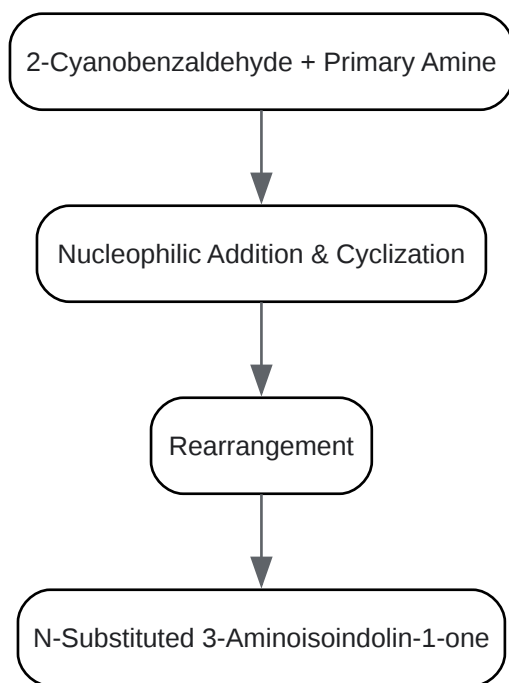 2-Cyanobenzaldehyde + Primary Amine
Nucleophilic Addition & Cyclization
Rearrangement
N-Substituted 3-Aminoisoindolin-1-one